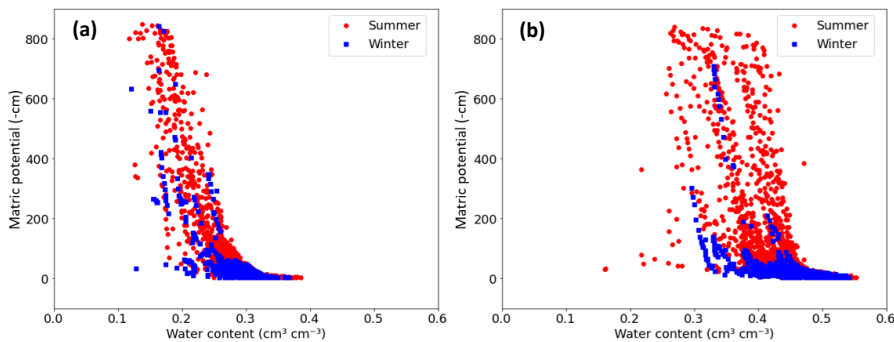 (a)
Summer
Winter
800
600
400
200
0
Matric potential (-cm)
0.0 0.1 0.2 0.3 0.4 0.5 0.6
Water content (cm³ cm⁻³)
(b)
Summer
Winter
800
600
400
200
0
Matric potential (-cm)
0.0 0.1 0.2 0.3 0.4 0.5 0.6
Water content (cm³ cm⁻³)